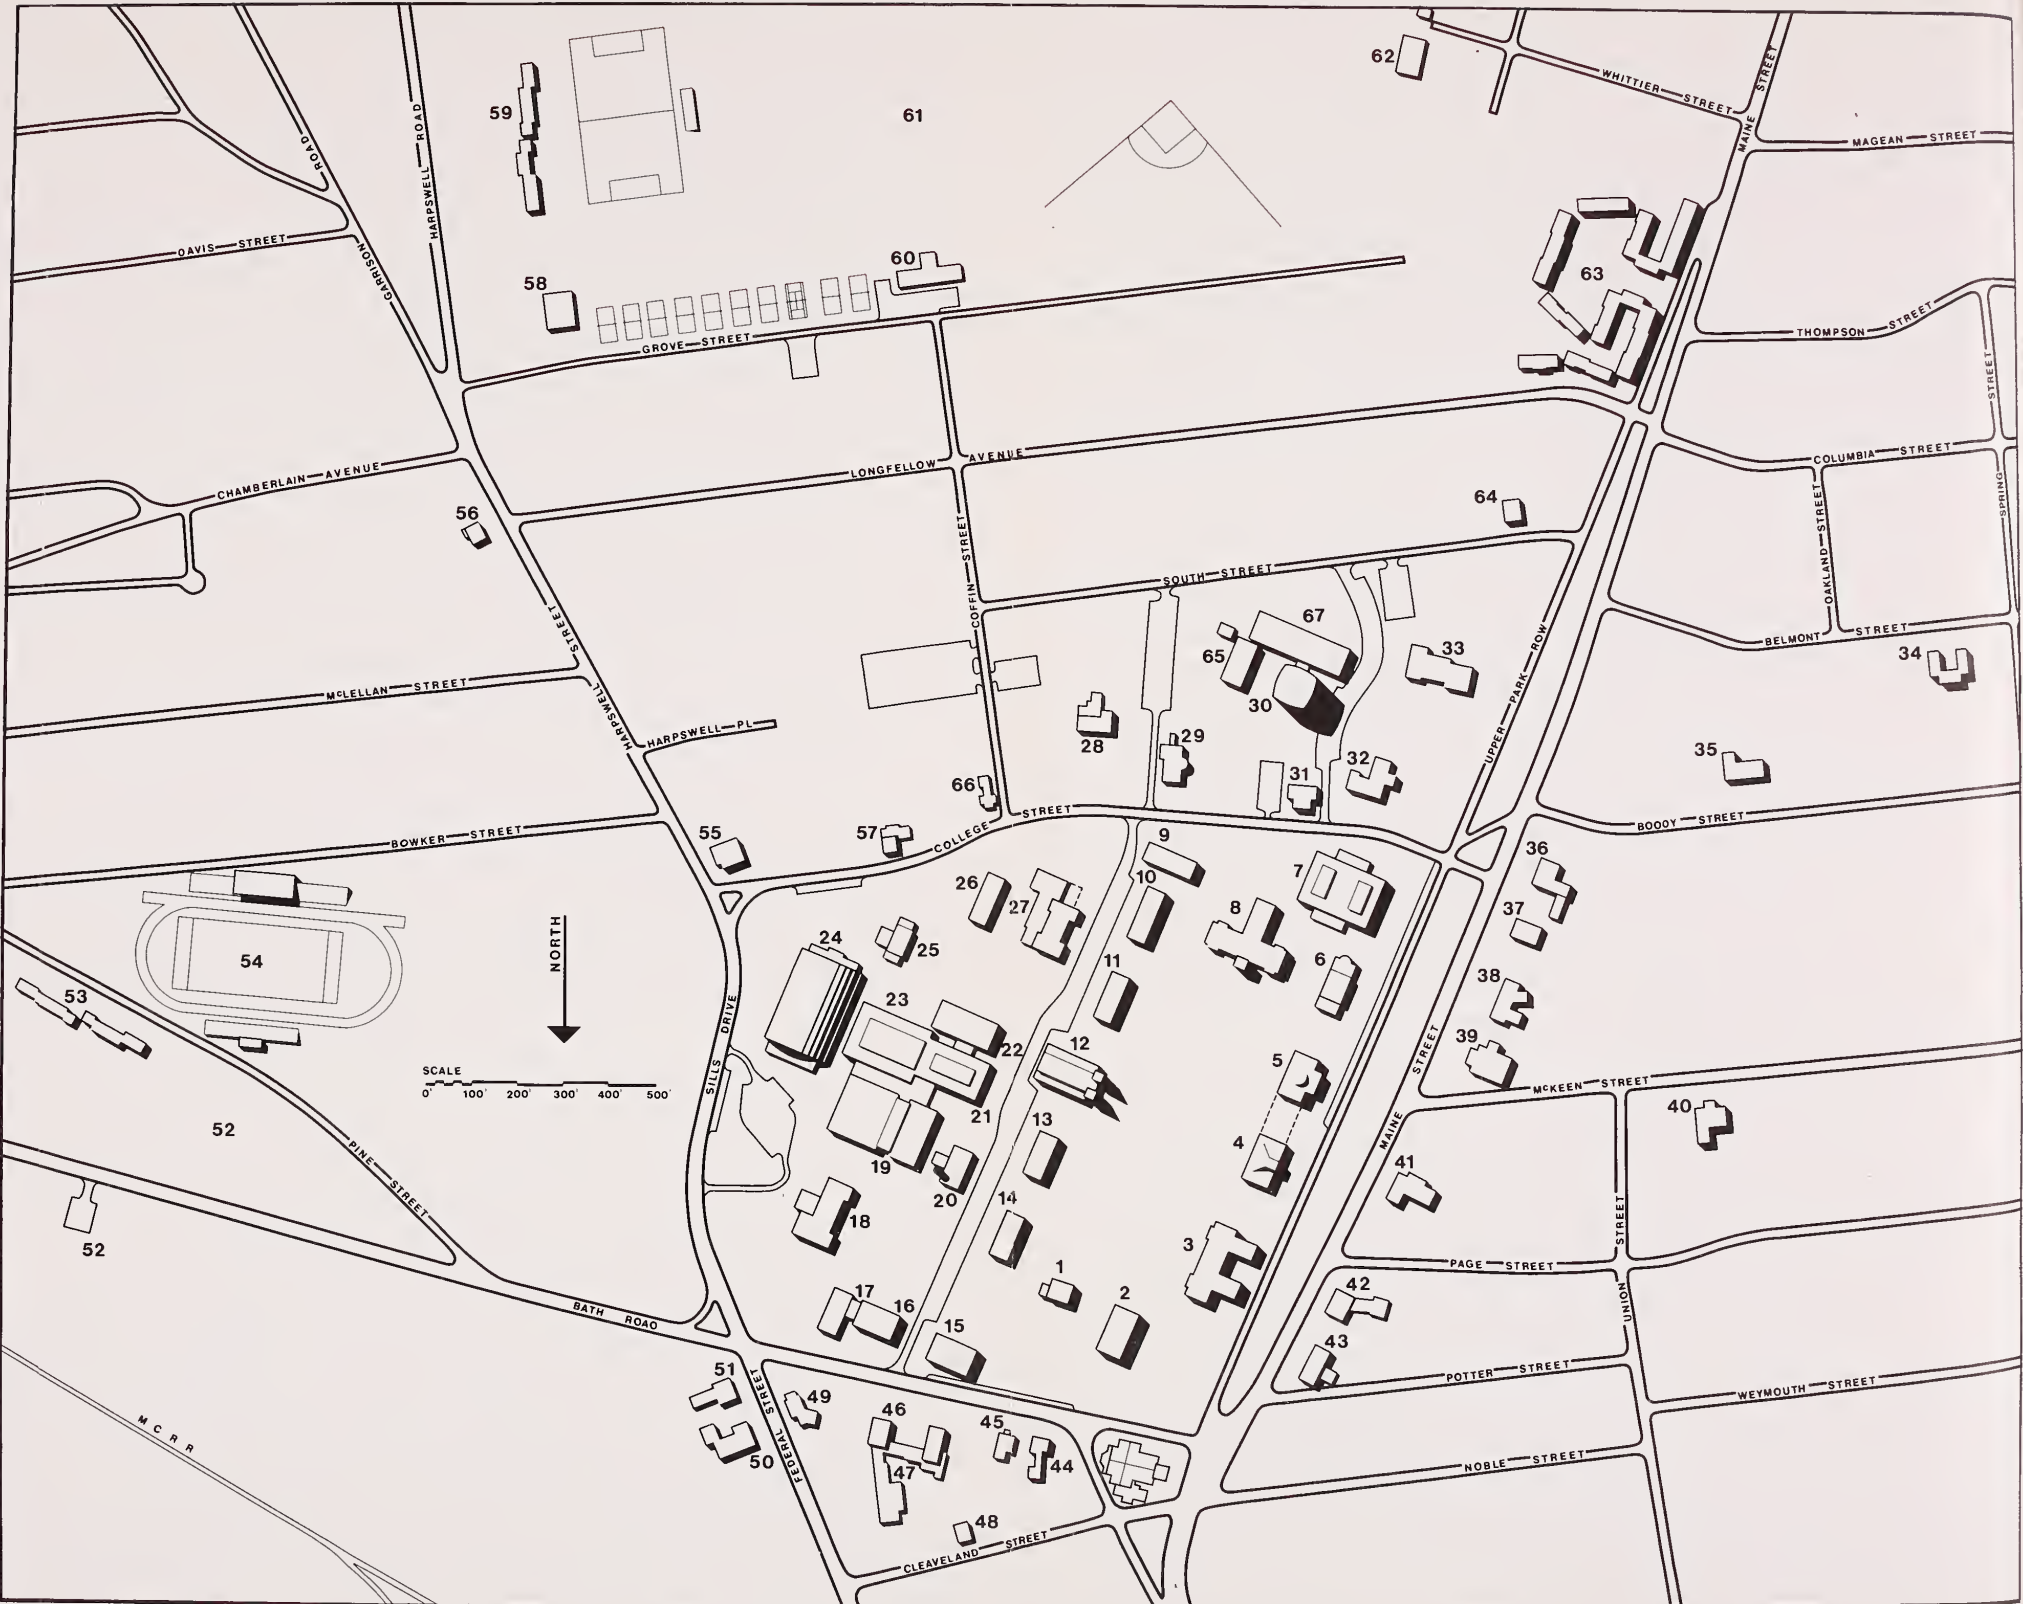 59
61
62
WHITTIER STREET
STREET
MAINE
MAGEAN STREET
ROAD
HARPSWELL ROAD
OAVIS STREET
GARRISON
58
60
63
GROVE STREET
THOMPSON STREET
STREET
CHAMBERLAIN AVENUE
LONGFELLOW AVENUE
COLUMBIA STREET
OAKLAND STREET
SPRING
56
64
COFFIN STREET
SOUTH STREET
STREET
HARPSWELL
McLELLAN STREET
HARPSWELL PL
67
65
30
33
UPPER PARK ROW
BELMONT STREET
34
28
29
31
32
35
66
55
57
COLLEGE STREET
BOODY STREET
BOWKER STREET
9
10
7
36
26
27
8
37
54
NORTH
24
25
11
6
38
53
23
22
12
5
39
SCALE
0' 100' 200' 300' 400' 500'
SILLS DRIVE
STREET
MAINE
McKEEN STREET
40
52
21
13
4
19
20
41
PINE STREET
52
18
14
3
1
2
PAGE STREET
STREET
UNION
42
17
16
15
43
BATH ROAO
POTTER STREET
WEYMOUTH STREET
51
49
46
45
44
47
50
FEDERAL STREET
NOBLE STREET
48
CLEAVELAND STREET
M C R R